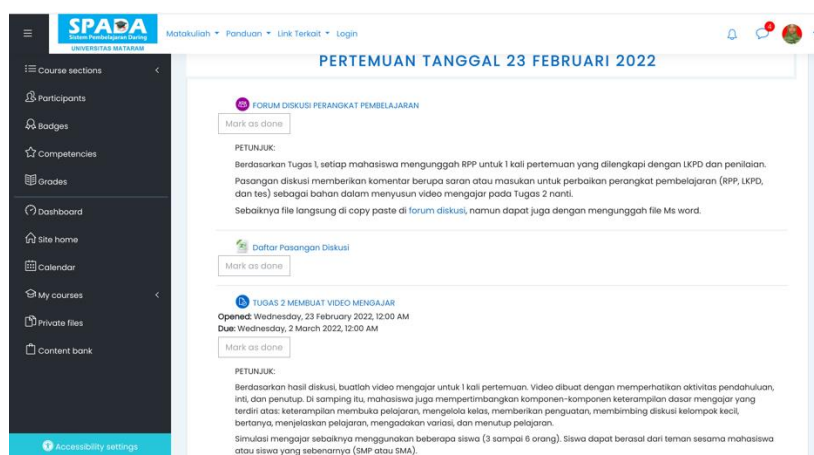 SPADA
Sistem Pembelajaran Daring
UNIVERSITAS MATARAM
Matakuliah
Panduan
Link Terkait
Login
4
Course sections
Participants
Badges
Competencies
Grades
Dashboard
Site home
Calendar
My courses
Private files
Content bank
Accessibility settings
PERTEMUAN TANGGAL 23 FEBRUARI 2022
FORUM DISKUSI PERANGKAT PEMBELAJARAN
Mark as done
PETUNJUK:
Berdasarkan Tugas 1, setiap mahasiswa mengunggah RPP untuk 1 kali pertemuan yang dilengkapi dengan LKPD dan penilaian.
Pasangan diskusi memberikan komentar berupa saran atau masukan untuk perbaikan perangkat pembelajaran (RPP, LKPD,
dan tes) sebagai bahan dalam menyusun video mengajar pada Tugas 2 nanti.
Sebaiknya file langsung di copy paste di forum diskusi, namun dapat juga dengan mengunggah file Ms word.
Daftar Pasangan Diskusi
Mark as done
TUGAS 2 MEMBUAT VIDEO MENGAJAR
Opened: Wednesday, 23 February 2022, 12:00 AM
Due: Wednesday, 2 March 2022, 12:00 AM
Mark as done
PETUNJUK:
Berdasarkan hasil diskusi, buatlah video mengajar untuk 1 kali pertemuan. Video dibuat dengan memperhatikan aktivitas pendahuluan,
inti, dan penutup. Di samping itu, mahasiswa juga mempertimbangkan komponen-komponen keterampilan dasar mengajar yang
terdiri atas: keterampilan membuka pelajaran, mengelola kelas, memberikan penguatan, membimbing diskusi kelompok kecil,
bertanya, menjelaskan pelajaran, mengadakan variasi, dan menutup pelajaran.
Simulasi mengajar sebaiknya menggunakan beberapa siswa (3 sampai 6 orang). Siswa dapat berasal dari teman sesama mahasiswa
atau siswa yang sebenarnya (SMP atau SMA).